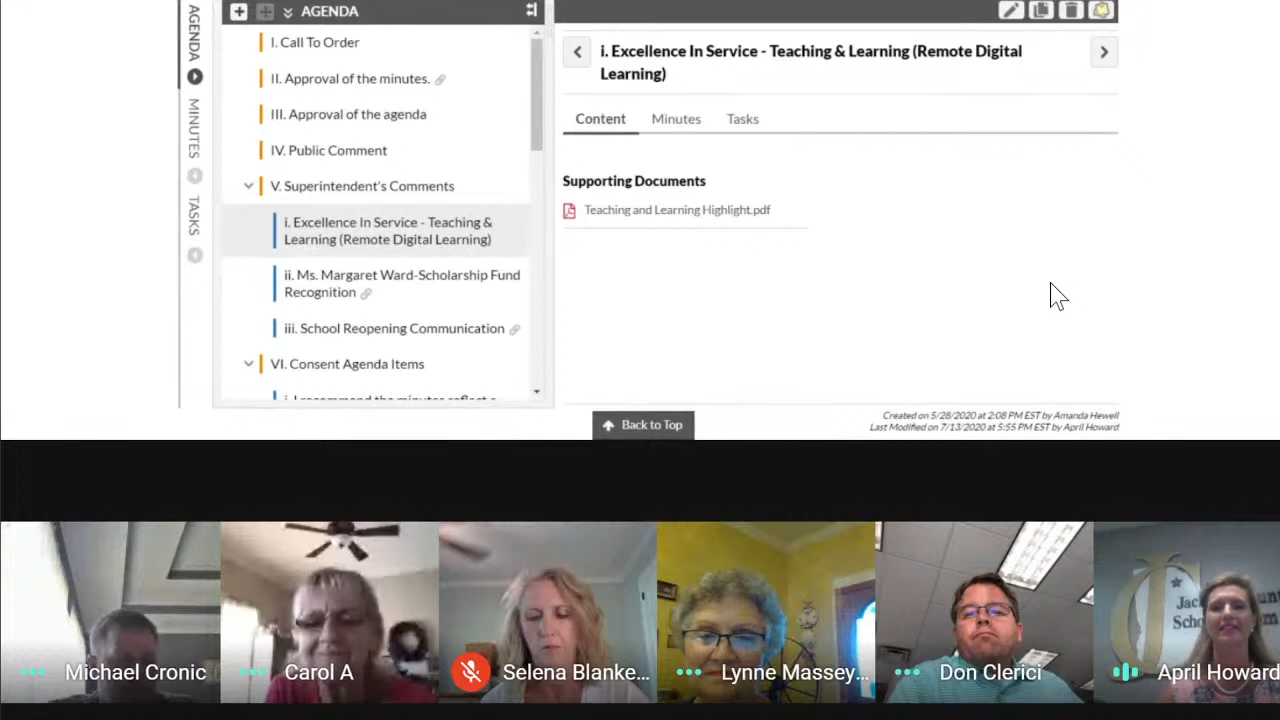 AGENDA
MINUTES
TASKS
AGENDA
I. Call To Order
II. Approval of the minutes.
III. Approval of the agenda
IV. Public Comment
V. Superintendent's Comments
i. Excellence In Service - Teaching &
Learning (Remote Digital Learning)
ii. Ms. Margaret Ward-Scholarship Fund
Recognition
iii. School Reopening Communication
VI. Consent Agenda Items
i. I recommend the minutes reflect a
i. Excellence In Service - Teaching & Learning (Remote Digital
Learning)
Content Minutes Tasks
Supporting Documents
Teaching and Learning Highlight.pdf
Back to Top
Created on 5/28/2020 at 2:08 PM EST by Amanda Hewell
Last Modified on 7/13/2020 at 5:55 PM EST by April Howard
Michael Cronic
Carol A
Selena Blanke...
Lynne Massey...
Don Clerici
April Howard